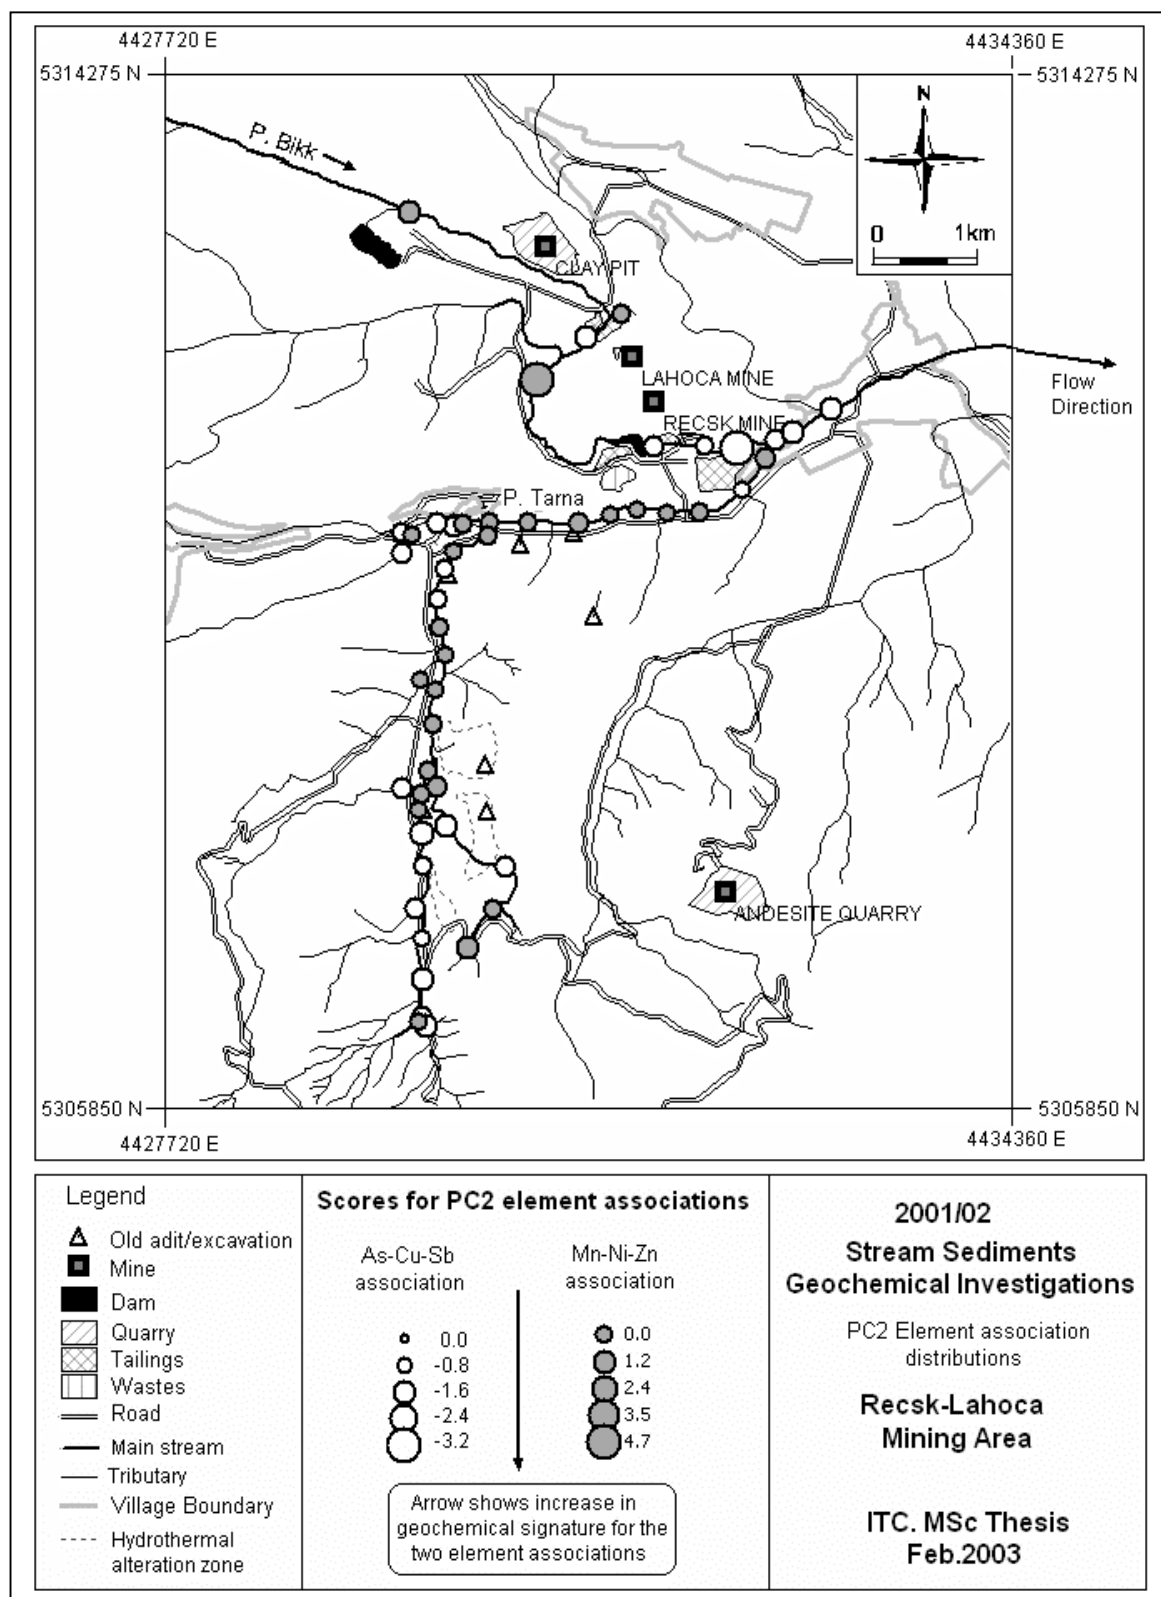 4427720 E
4434360 E
5314275 N
5314275 N
N
P. Bikk
0 1km
CLAY PIT
LAHOCA MINE
Flow
Direction
RECSK MINE
P. Tarna
ANDESITE QUARRY
5305850 N
5305850 N
4427720 E
4434360 E
Legend
Old adit/excavation
Mine
Dam
Quarry
Tailings
Wastes
Road
Main stream
Tributary
Village Boundary
Hydrothermal
alteration zone
Scores for PC2 element associations
As-Cu-Sb
association
Mn-Ni-Zn
association
0.0
-0.8
-1.6
-2.4
-3.2
0.0
1.2
2.4
3.5
4.7
Arrow shows increase in
geochemical signature for the
two element associations
2001/02
Stream Sediments
Geochemical Investigations
PC2 Element association
distributions
Recsk-Lahoca
Mining Area
ITC. MSc Thesis
Feb.2003